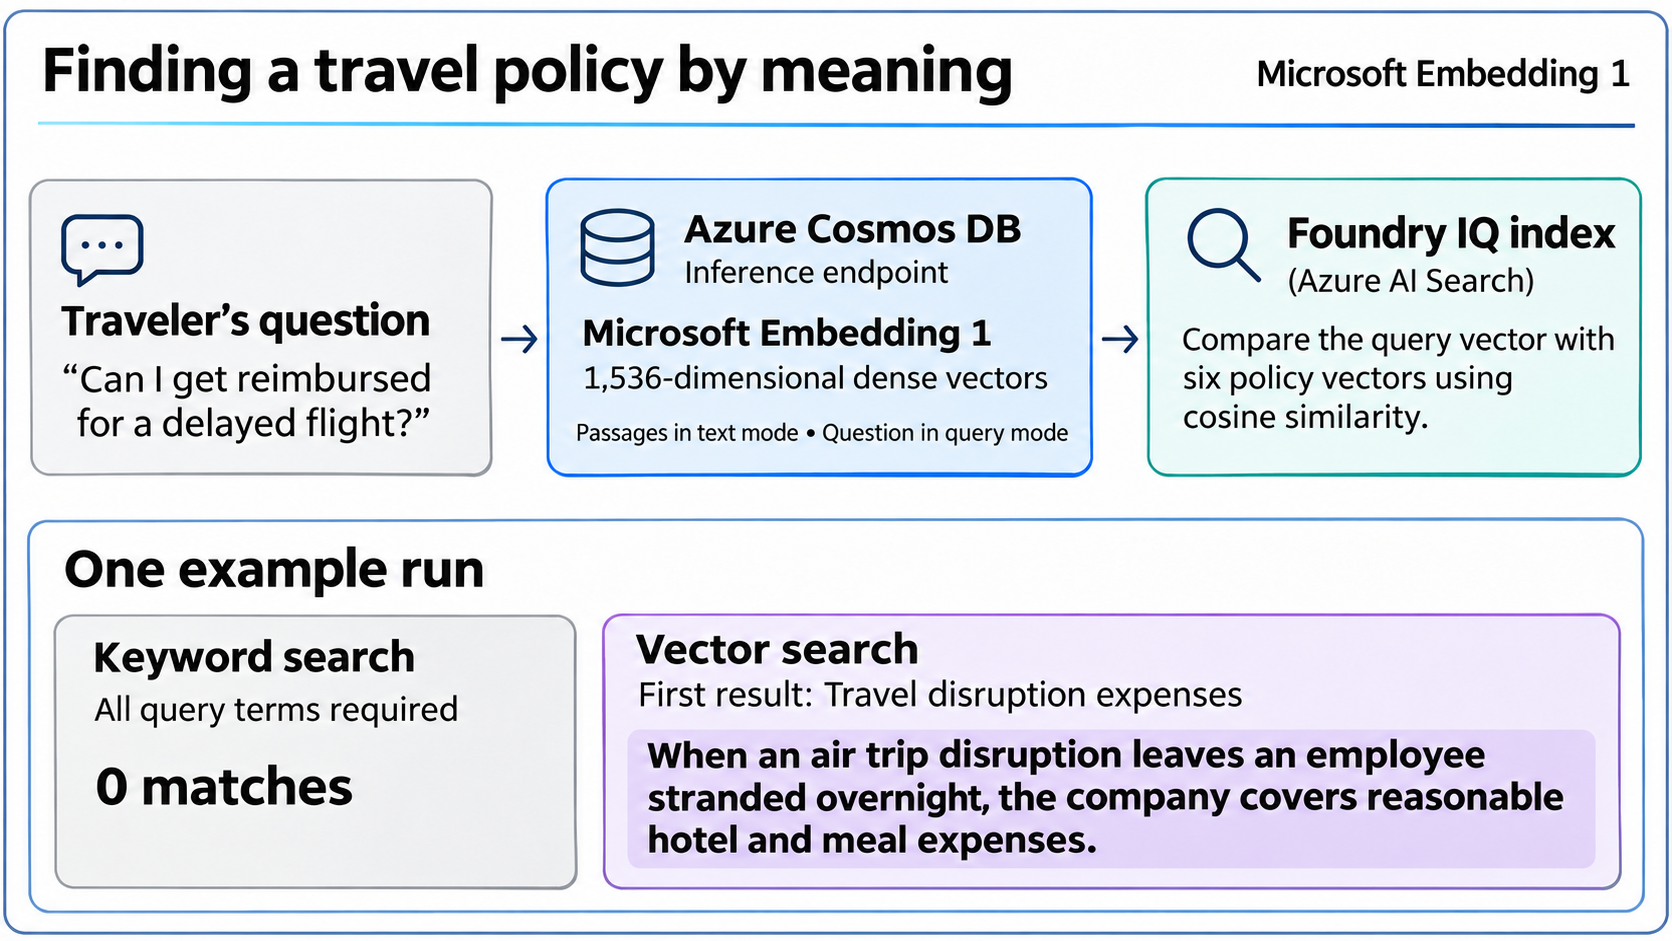 Finding a travel policy by meaning
Microsoft Embedding 1
Traveler’s question
“Can I get reimbursed
for a delayed flight?”
Azure Cosmos DB
Inference endpoint
Microsoft Embedding 1
1,536-dimensional dense vectors
Passages in text mode • Question in query mode
Foundry IQ index
(Azure AI Search)
Compare the query vector with
six policy vectors using
cosine similarity.
One example run
Keyword search
All query terms required
0 matches
Vector search
First result: Travel disruption expenses
When an air trip disruption leaves an employee
stranded overnight, the company covers reasonable
hotel and meal expenses.